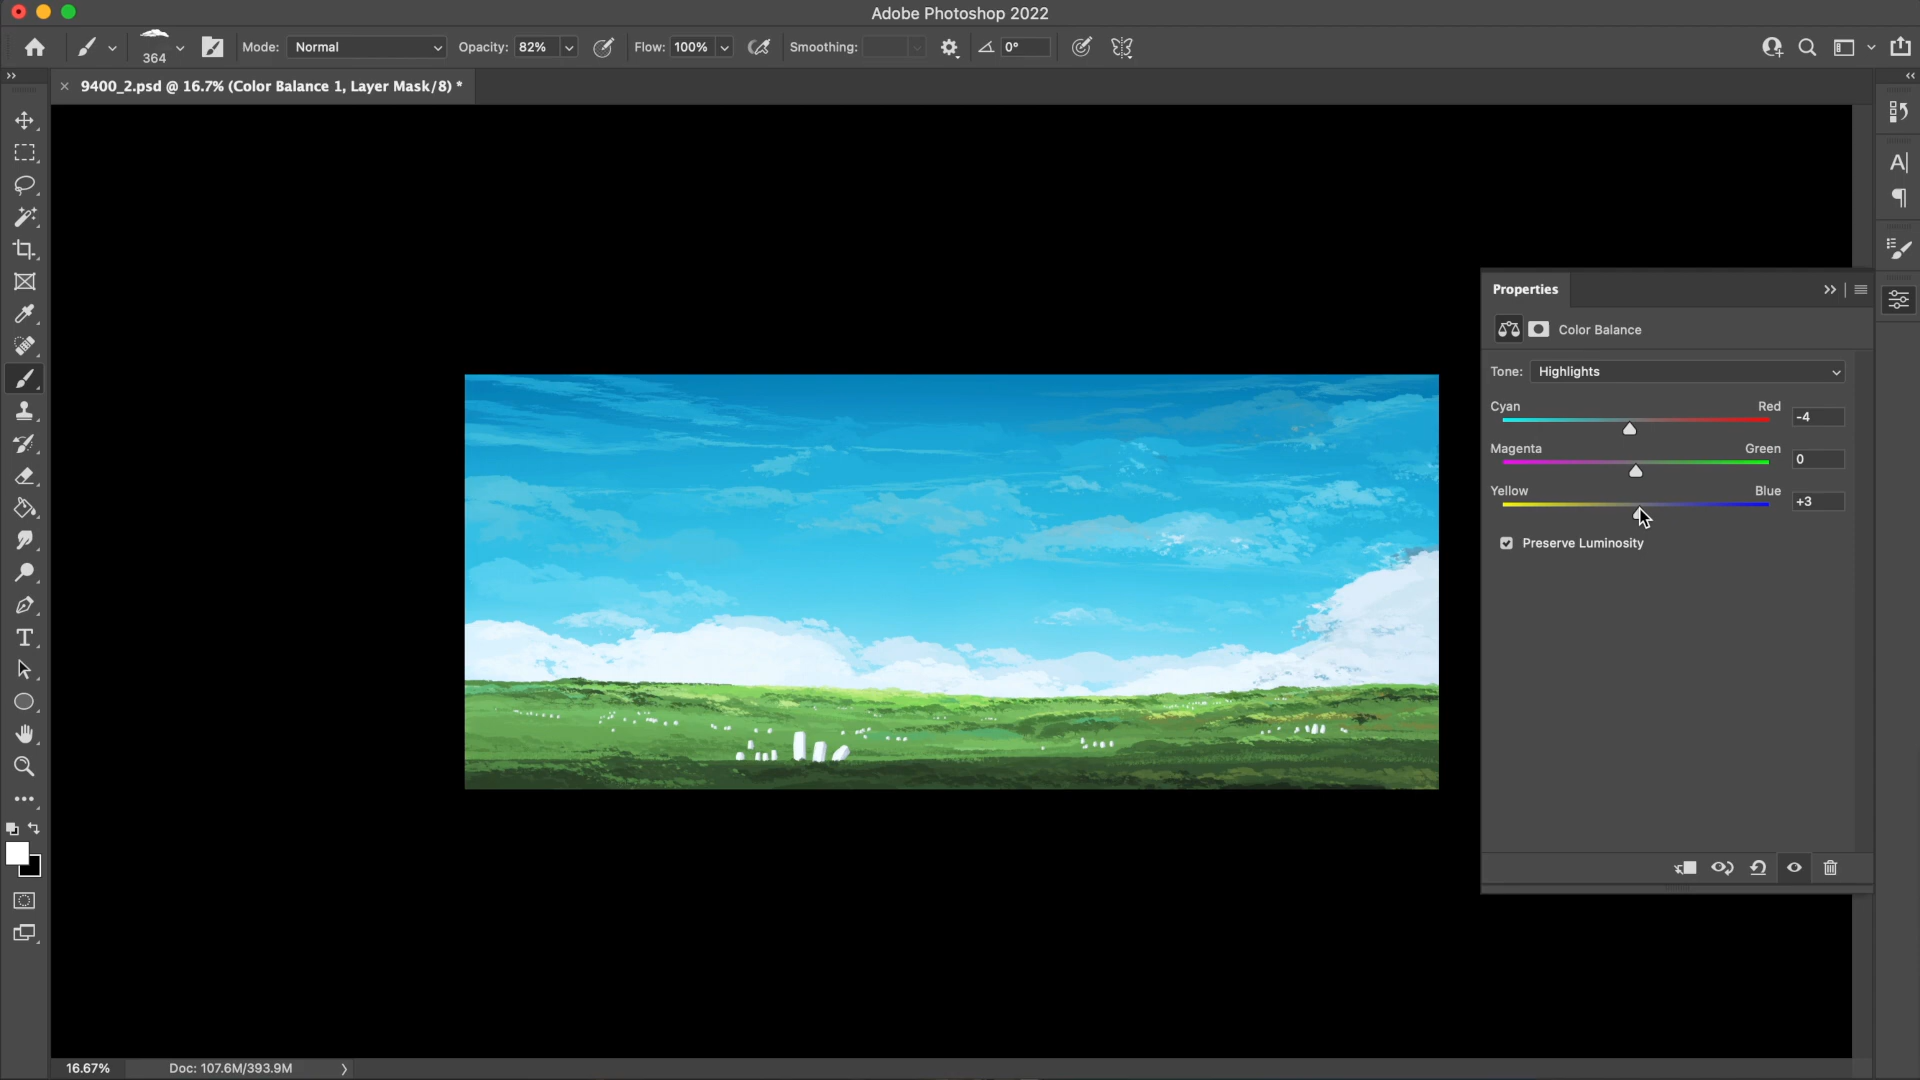 Adobe Photoshop 2022
364
Mode: Normal
Opacity: 82%
Flow: 100%
Smoothing:
0°
9400_2.psd @ 16.7% (Color Balance 1, Layer Mask/8) *
Properties
Color Balance
Tone: Highlights
Cyan Red -4
Magenta Green 0
Yellow Blue +3
Preserve Luminosity
16.67%
Doc: 107.6M/393.9M